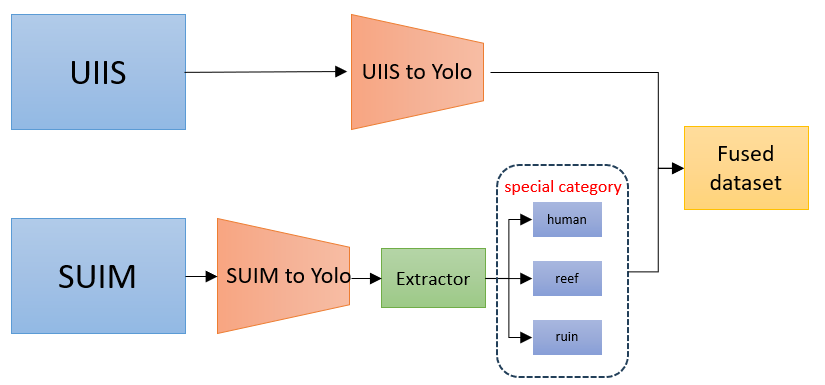 UIIS
UIIS to Yolo
Fused
dataset
special category
human
SUIM
SUIM to Yolo
Extractor
reef
ruin